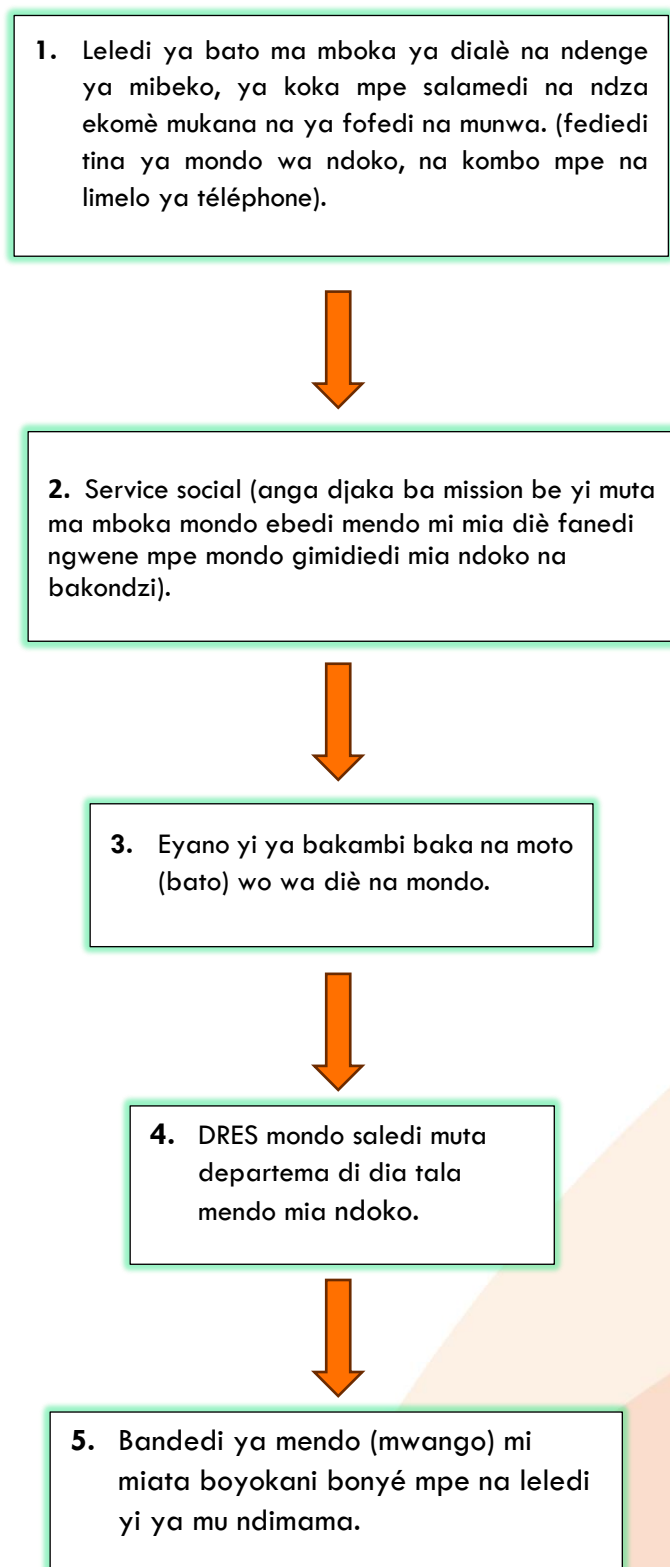 1. Leledi ya bato ma mboka ya dialè na ndenge
ya mibeko, ya koka mpe salamedi na ndza
ekomè mukana na ya fofedi na munwa. (fediedi
tina ya mondo wa ndoko, na kombo mpe na
limelo ya téléphone).
2. Service social (anga djaka ba mission be yi muta
ma mboka mondo ebedi mendo mi mia diè fanedi
ngwene mpe mondo gimidiedi mia ndoko na
bakondzi).
3. Eyano yi ya bakambi baka na moto
(bato) wo wa diè na mondo.
4. DRES mondo saledi muta
departema di dia tala
mendo mia ndoko.
5. Bandedi ya mendo (mwango) mi
miata boyokani bonyé mpe na leledi
yi ya mu ndimama.